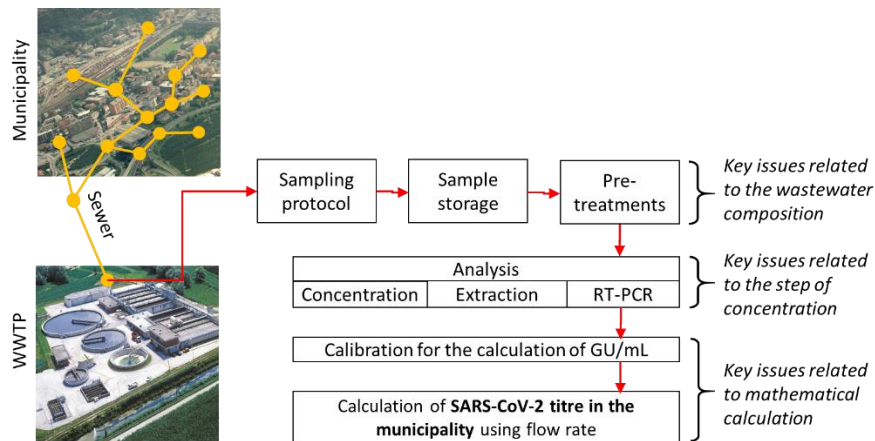 Municipality
Sewer
WWTP
Sampling
protocol
Sample
storage
Pre-
treatments
Key issues related
to the wastewater
composition
Analysis
Concentration
Extraction
RT-PCR
Key issues related
to the step of
concentration
Calibration for the calculation of GU/mL
Calculation of SARS-CoV-2 titre in the
municipality using flow rate
Key issues related
to mathematical
calculation